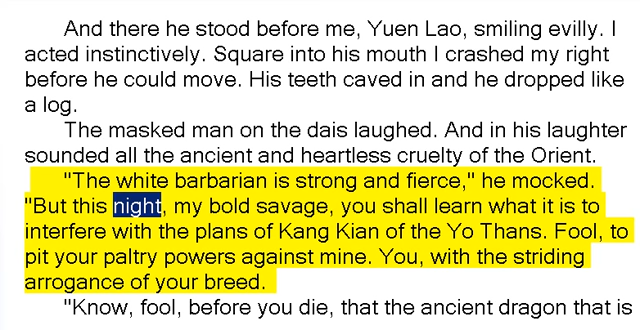 And there he stood before me, Yuen Lao, smiling evilly. I
acted instinctively. Square into his mouth I crashed my right
before he could move. His teeth caved in and he dropped like
a log.
The masked man on the dais laughed. And in his laughter
sounded all the ancient and heartless cruelty of the Orient.
"The white barbarian is strong and fierce," he mocked.
"But this night, my bold savage, you shall learn what it is to
interfere with the plans of Kang Kian of the Yo Thans. Fool, to
pit your paltry powers against mine. You, with the striding
arrogance of your breed.
"Know, fool, before you die, that the ancient dragon that is